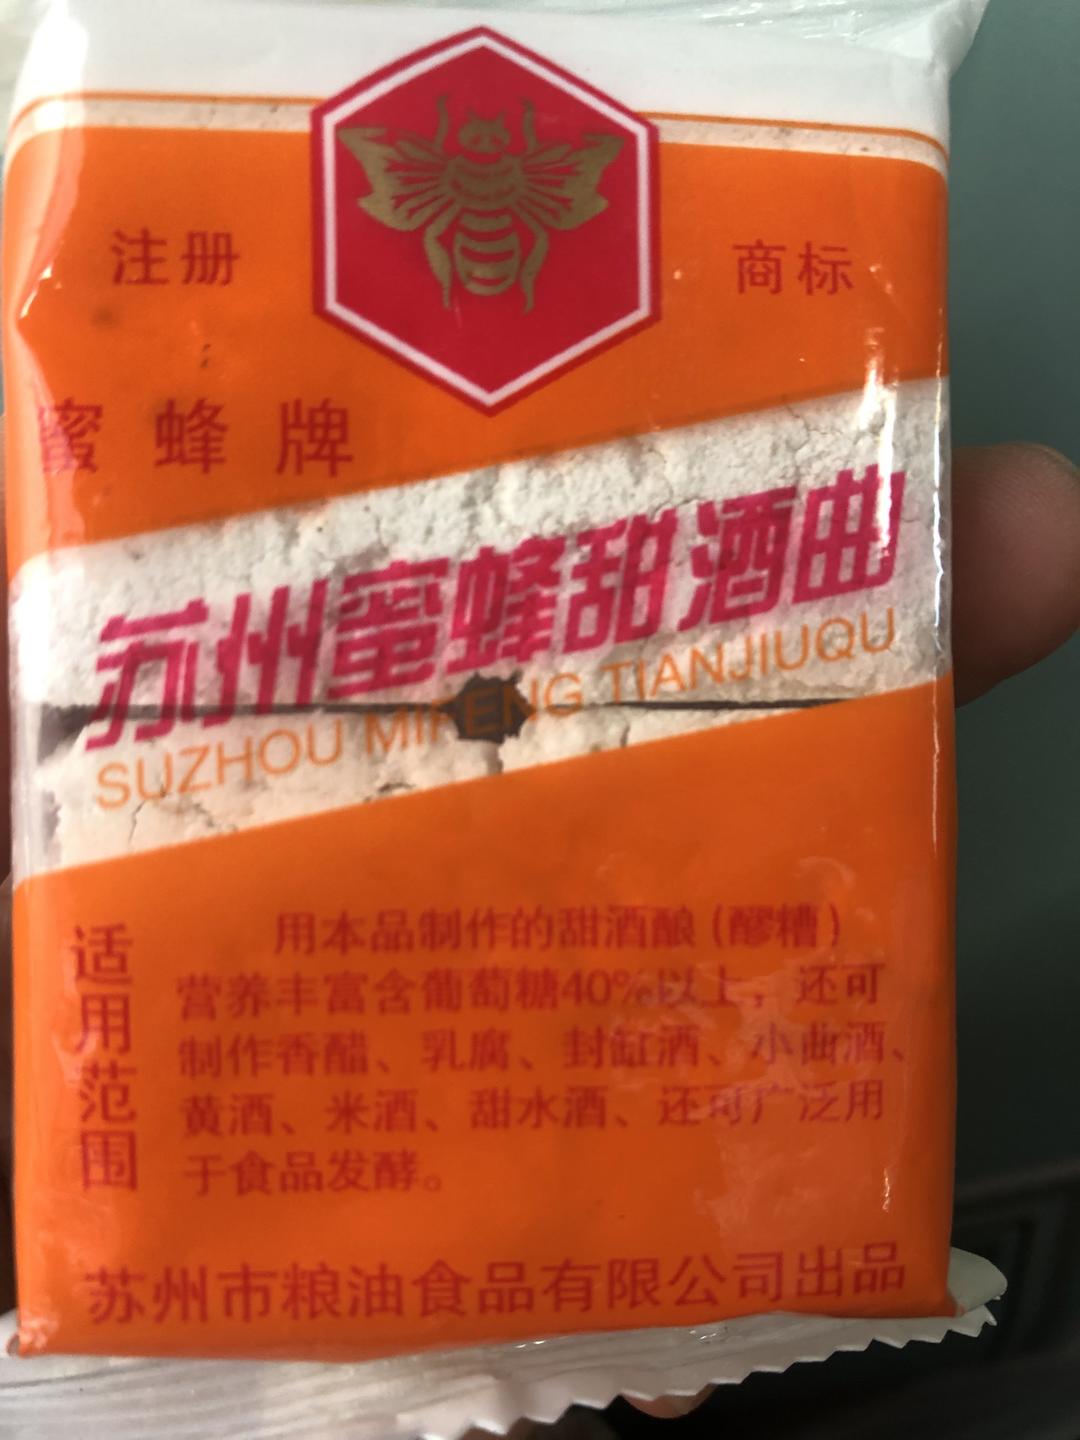 注册
商标
蜜蜂牌
苏州蜜蜂甜酒曲
SUZHOU MIFENG TIANJIUQU
适用范围
用本品制作的甜酒酿(醪糟)
营养丰富含葡萄糖40%以上，还可
制作香醋、乳腐、封缸酒、小曲酒、
黄酒、米酒、甜水酒、还可广泛用
于食品发酵。
苏州市粮油食品有限公司出品